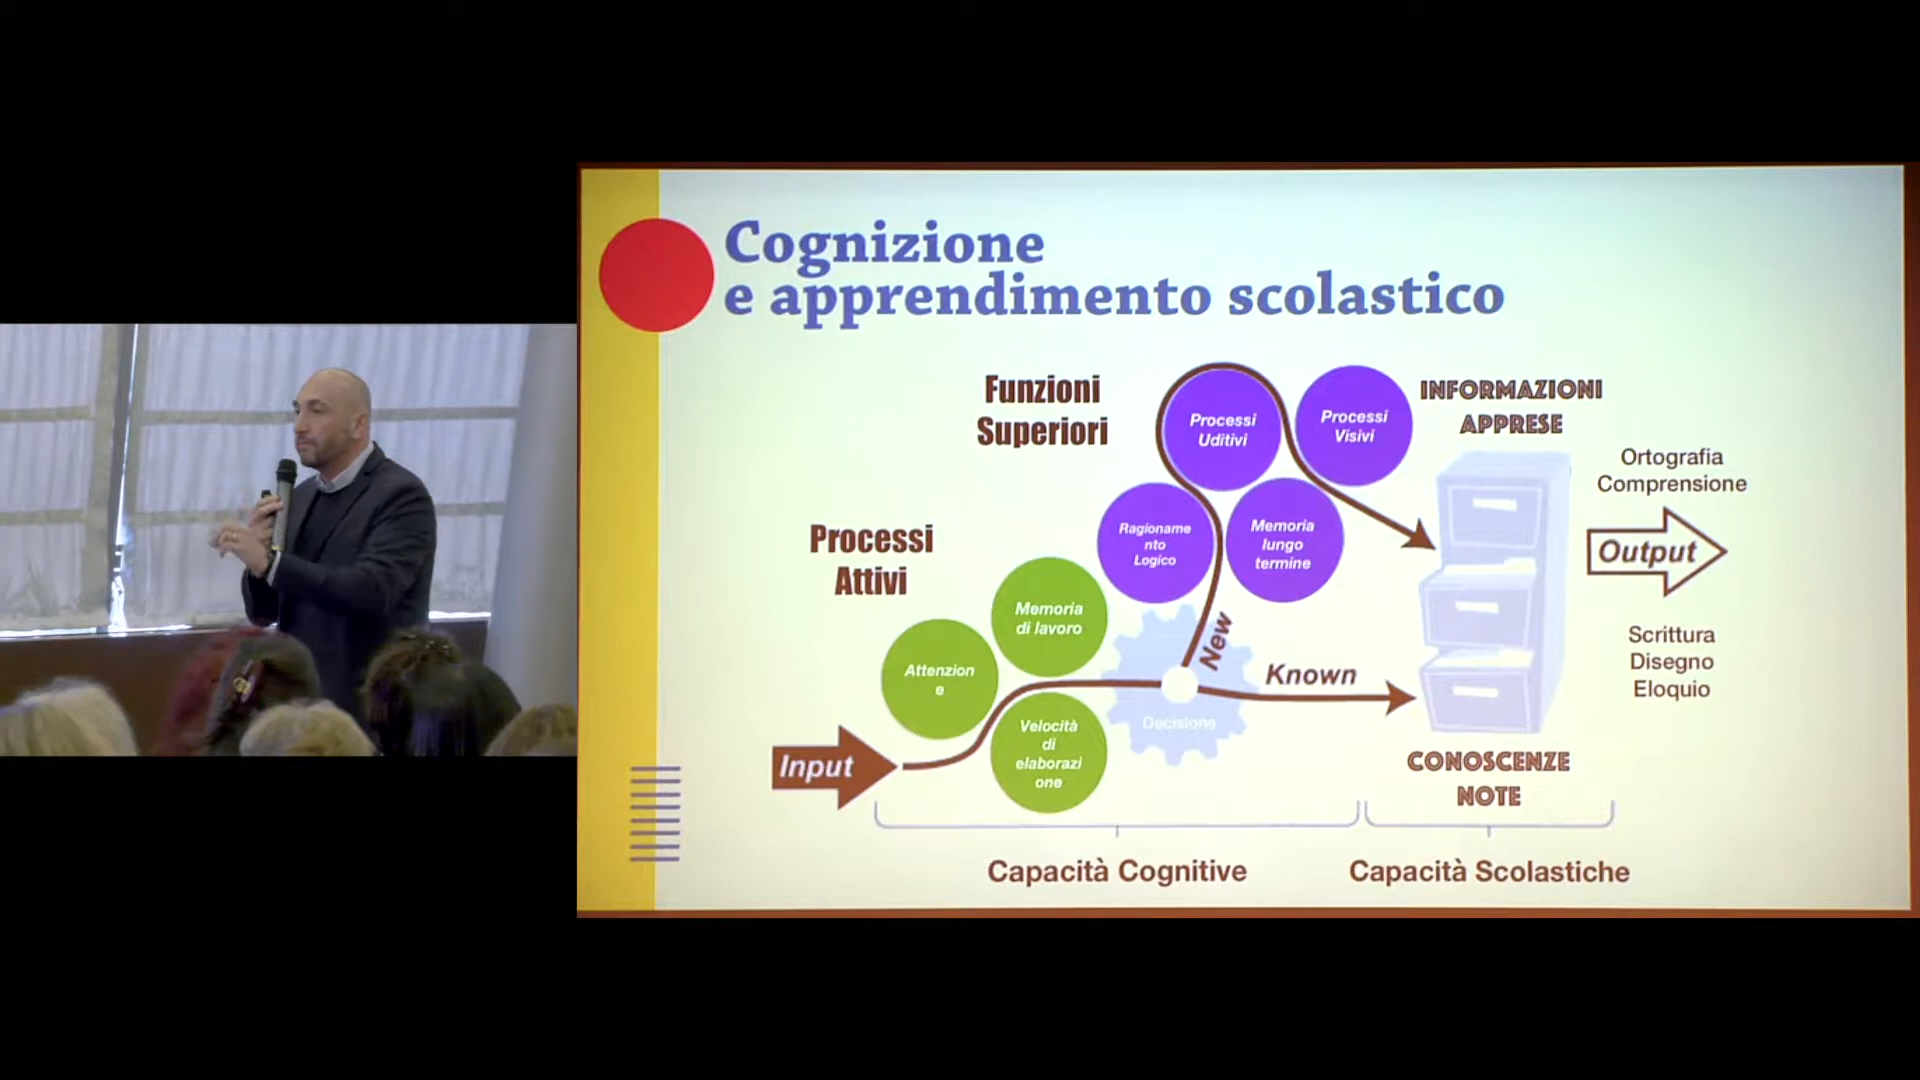 Cognizione
e apprendimento scolastico
Funzioni
Superiori
Processi
Uditivi
Processi
Visivi
INFORMAZIONI
APPRESE
Ortografia
Comprensione
Processi
Attivi
Ragioname
nto
Logico
Memoria
lungo
termine
Output
Memoria
di lavoro
New
Attenzion
e
Known
Scrittura
Disegno
Eloquio
Velocità
di
elaborazi
one
Decisione
Input
CONOSCENZE
NOTE
Capacità Cognitive
Capacità Scolastiche